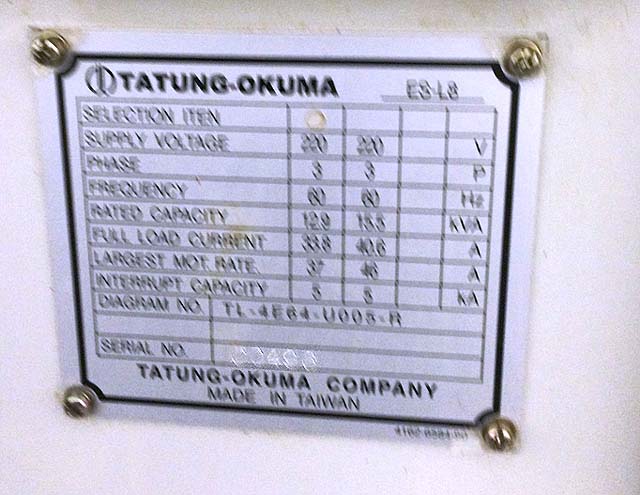 TATUNG-OKUMA ES-L8
SELECTION ITEN
SUPPLY VOLTAGE 220 220 V
PHASE 3 3 P
FREQUENCY 60 60 Hz
RATED CAPACITY 12.9 15.5 KVA
FULL LOAD CURRENT 33.8 40.6 A
LARGEST MOT. RATE. 37 46 A
INTERRUPT CAPACITY 5 5 kA
DIAGRAM NO. TL-4E64-U005-R
SERIAL NO.
TATUNG-OKUMA COMPANY
MADE IN TAIWAN